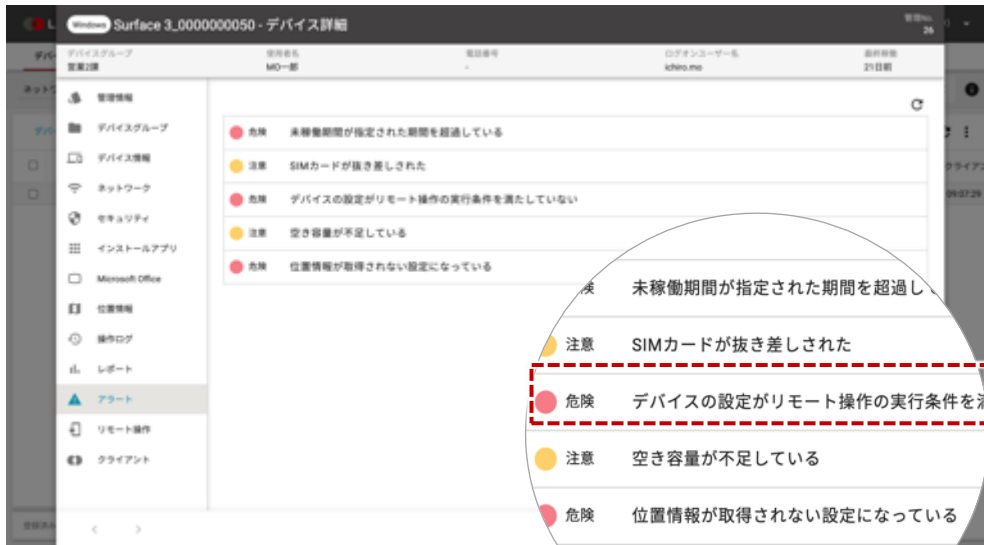 Windows Surface 3_0000000050 - デバイス詳細
管理No.
26
デバイスグループ
営業2課
使用者名
MO一郎
電話番号
-
ログオンユーザー名
ichiro.mo
最終稼働
21日前
管理情報
デバイスグループ
デバイス情報
ネットワーク
セキュリティ
インストールアプリ
Microsoft Office
位置情報
操作ログ
レポート
アラート
リモート操作
クライアント
危険 未稼働期間が指定された期間を超過している
注意 SIMカードが抜き差しされた
危険 デバイスの設定がリモート操作の実行条件を満たしていない
注意 空き容量が不足している
危険 位置情報が取得されない設定になっている
未稼働期間が指定された期間を超過し
注意 SIMカードが抜き差しされた
危険 デバイスの設定がリモート操作の実行条件を
注意 空き容量が不足している
危険 位置情報が取得されない設定になっている
09:57:29